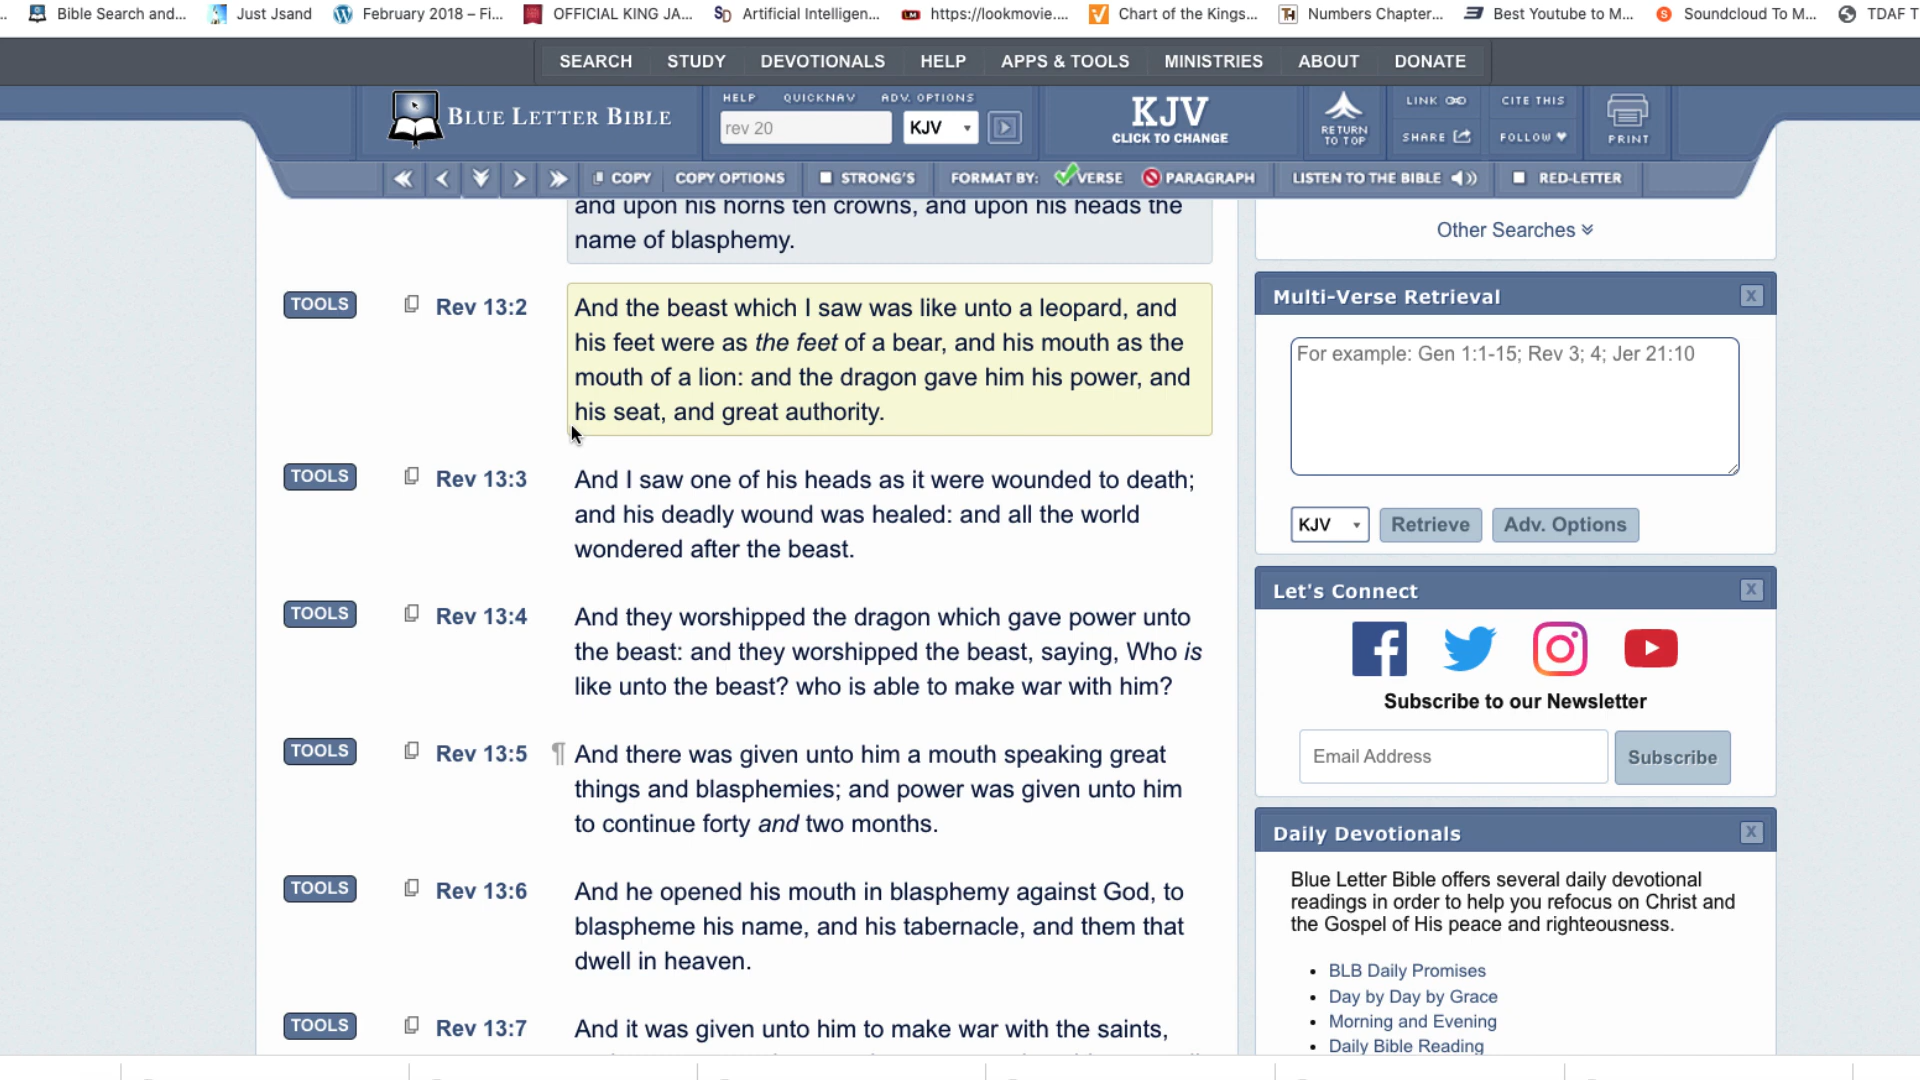 Bible Search and...
Just Jsand
February 2018 – Fi...
OFFICIAL KING JA...
Artificial Intelligen...
https://lookmovie....
Chart of the Kings...
Numbers Chapter...
Best Youtube to M...
Soundcloud To M...
TDAF T
SEARCH
STUDY
DEVOTIONALS
HELP
APPS & TOOLS
MINISTRIES
ABOUT
DONATE
BLUE LETTER BIBLE
HELP
QUICKNAV
ADV. OPTIONS
rev 20
KJV
KJV
CLICK TO CHANGE
RETURN
TO TOP
LINK
SHARE
CITE THIS
FOLLOW
PRINT
COPY
COPY OPTIONS
STRONG'S
FORMAT BY:
VERSE
PARAGRAPH
LISTEN TO THE BIBLE
RED-LETTER
and upon his horns ten crowns, and upon his heads the
name of blasphemy.
TOOLS
Rev 13:2
And the beast which I saw was like unto a leopard, and
his feet were as the feet of a bear, and his mouth as the
mouth of a lion: and the dragon gave him his power, and
his seat, and great authority.
TOOLS
Rev 13:3
And I saw one of his heads as it were wounded to death;
and his deadly wound was healed: and all the world
wondered after the beast.
TOOLS
Rev 13:4
And they worshipped the dragon which gave power unto
the beast: and they worshipped the beast, saying, Who is
like unto the beast? who is able to make war with him?
TOOLS
Rev 13:5
¶ And there was given unto him a mouth speaking great
things and blasphemies; and power was given unto him
to continue forty and two months.
TOOLS
Rev 13:6
And he opened his mouth in blasphemy against God, to
blaspheme his name, and his tabernacle, and them that
dwell in heaven.
TOOLS
Rev 13:7
And it was given unto him to make war with the saints,
Other Searches
Multi-Verse Retrieval
X
For example: Gen 1:1-15; Rev 3; 4; Jer 21:10
KJV
Retrieve
Adv. Options
Let's Connect
X
Subscribe to our Newsletter
Email Address
Subscribe
Daily Devotionals
X
Blue Letter Bible offers several daily devotional
readings in order to help you refocus on Christ and
the Gospel of His peace and righteousness.
BLB Daily Promises
Day by Day by Grace
Morning and Evening
Daily Bible Reading